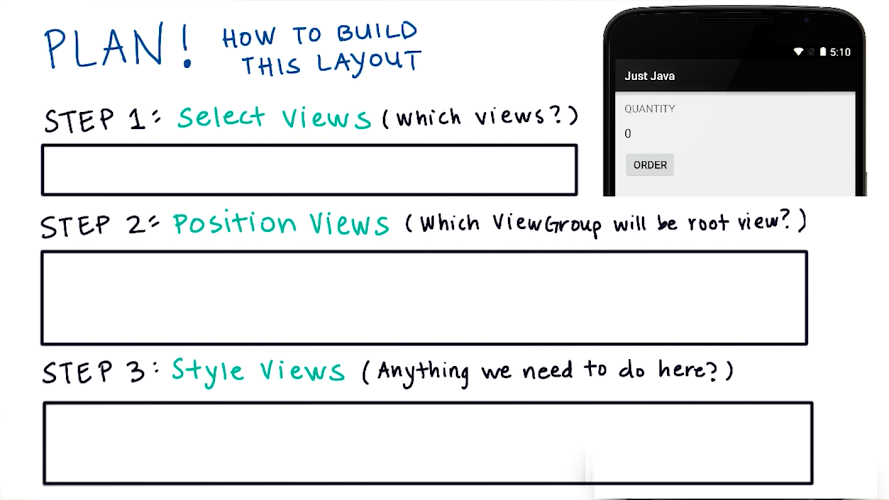 PLAN! HOW TO BUILD
THIS LAYOUT
5:10
Just Java
QUANTITY
0
ORDER
STEP 1: Select Views (which views?)
STEP 2: Position Views (Which ViewGroup will be root view?)
STEP 3: Style Views (Anything we need to do here?)